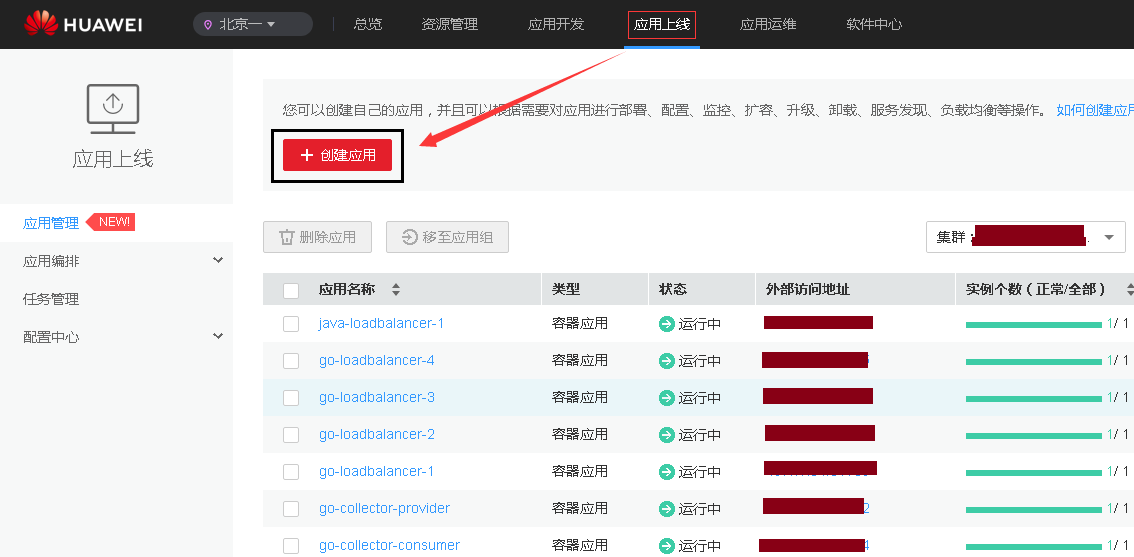 HUAWEI 北京一 总览 资源管理 应用开发 应用上线 应用运维 软件中心
应用上线
应用管理 NEW!
应用编排
任务管理
配置中心
您可以创建自己的应用，并且可以根据需要对应用进行部署、配置、监控、扩容、升级、卸载、服务发现、负载均衡等操作。 如何创建应用
+ 创建应用
删除应用 移至应用组 集群：
应用名称 类型 状态 外部访问地址 实例个数（正常/全部）
java-loadbalancer-1 容器应用 运行中 1/ 1
go-loadbalancer-4 容器应用 运行中 1/ 1
go-loadbalancer-3 容器应用 运行中 1/ 1
go-loadbalancer-2 容器应用 运行中 1/ 1
go-loadbalancer-1 容器应用 运行中 1/ 1
go-collector-provider 容器应用 运行中 2 1/ 1
go-collector-consumer 容器应用 运行中 4 1/ 1